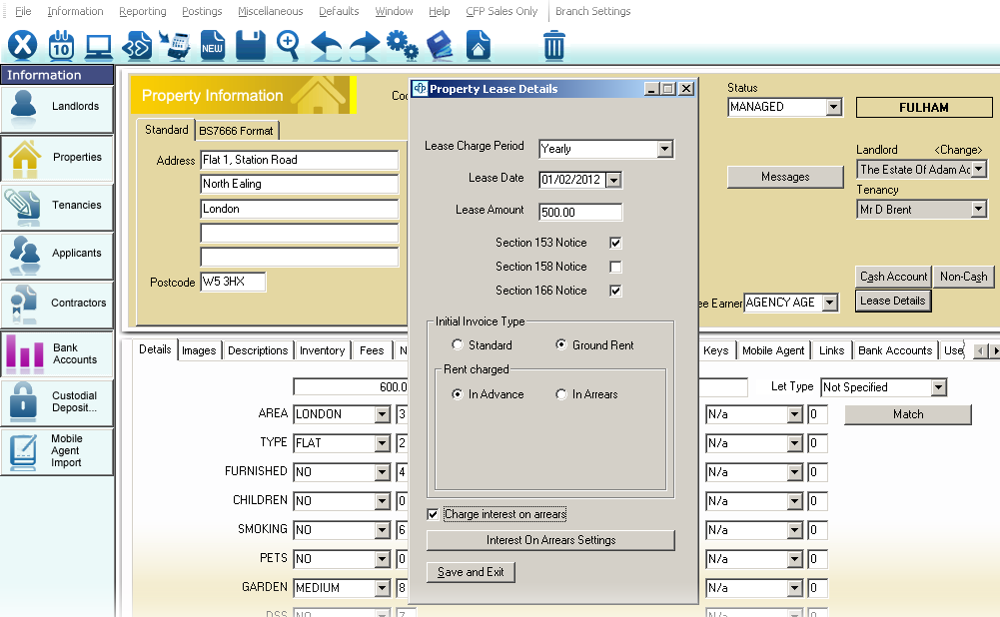 File Information Reporting Postings Miscellaneous Defaults Window Help CFP Sales Only Branch Settings
10 NEW
Information
Landlords
Properties
Tenancies
Applicants
Contractors
Bank
Accounts
Custodial
Deposit...
Mobile
Agent
Import
Property Information
Standard BS7666 Format
Address Flat 1, Station Road
North Ealing
London
Postcode W5 3HX
Property Lease Details
Lease Charge Period Yearly
Lease Date 01/02/2012
Lease Amount 500.00
Section 153 Notice
Section 158 Notice
Section 166 Notice
Initial Invoice Type
Standard Ground Rent
Rent charged
In Advance In Arrears
Charge interest on arrears
Interest On Arrears Settings
Save and Exit
Status
MANAGED FULHAM
Landlord <Change>
Messages The Estate Of Adam Ac
Tenancy
Mr D Brent
Cash Account Non-Cash
ee Earner AGENCY AGE Lease Details
Details Images Descriptions Inventory Fees N Keys Mobile Agent Links Bank Accounts Use
600.0 Let Type Not Specified
AREA LONDON 3 N/a 0 Match
TYPE FLAT 2 N/a 0
FURNISHED NO 4 N/a 0
CHILDREN NO 0 N/a 0
SMOKING NO 6 N/a 0
PETS NO 0 N/a 0
GARDEN MEDIUM 8 N/a 0
DSS NO 7 N/a 0